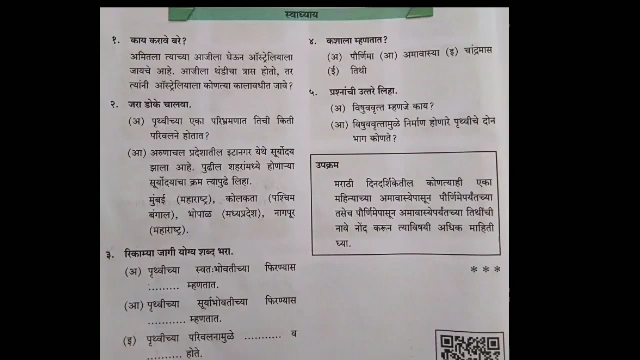 स्वाध्याय
१. काय करावे बरे?
अमितला त्याच्या आजीला घेऊन ऑस्ट्रेलियाला
जायचे आहे. आजीला थंडीचा त्रास होतो, तर
त्यांनी ऑस्ट्रेलियाला कोणत्या कालावधीत जावे?
२. जरा डोके चालवा.
(अ) पृथ्वीच्या एका परिभ्रमणात तिची किती
परिवलने होतात?
(आ) अरुणाचल प्रदेशातील इटानगर येथे सूर्योदय
झाला आहे. पुढील शहरांमध्ये होणाऱ्या
सूर्योदयाचा क्रम त्यापुढे लिहा.
मुंबई (महाराष्ट्र), कोलकता (पश्चिम
बंगाल), भोपाळ (मध्यप्रदेश), नागपूर
(महाराष्ट्र).
३. रिकाम्या जागी योग्य शब्द भरा.
(अ) पृथ्वीच्या स्वतःभोवतीच्या फिरण्यास
.......... म्हणतात.
(आ) पृथ्वीच्या सूर्याभोवतीच्या फिरण्यास
.......... म्हणतात.
(इ) पृथ्वीच्या परिवलनामुळे .......... व
.......... होते.
४. कशाला म्हणतात?
(अ) पौर्णिमा (आ) अमावास्या (इ) चांद्रमास
(ई) तिथी
५. प्रश्नांची उत्तरे लिहा.
(अ) विषुववृत्त म्हणजे काय?
(आ) विषुववृत्तामुळे निर्माण होणारे पृथ्वीचे दोन
भाग कोणते?
उपक्रम
मराठी दिनदर्शिकेतील कोणत्याही एका
महिन्याच्या अमावास्येपासून पौर्णिमेपर्यंतच्या
तसेच पौर्णिमेपासून अमावास्येपर्यंतच्या तिथींची
नावे नोंद करून त्याविषयी अधिक माहिती
घ्या.
***